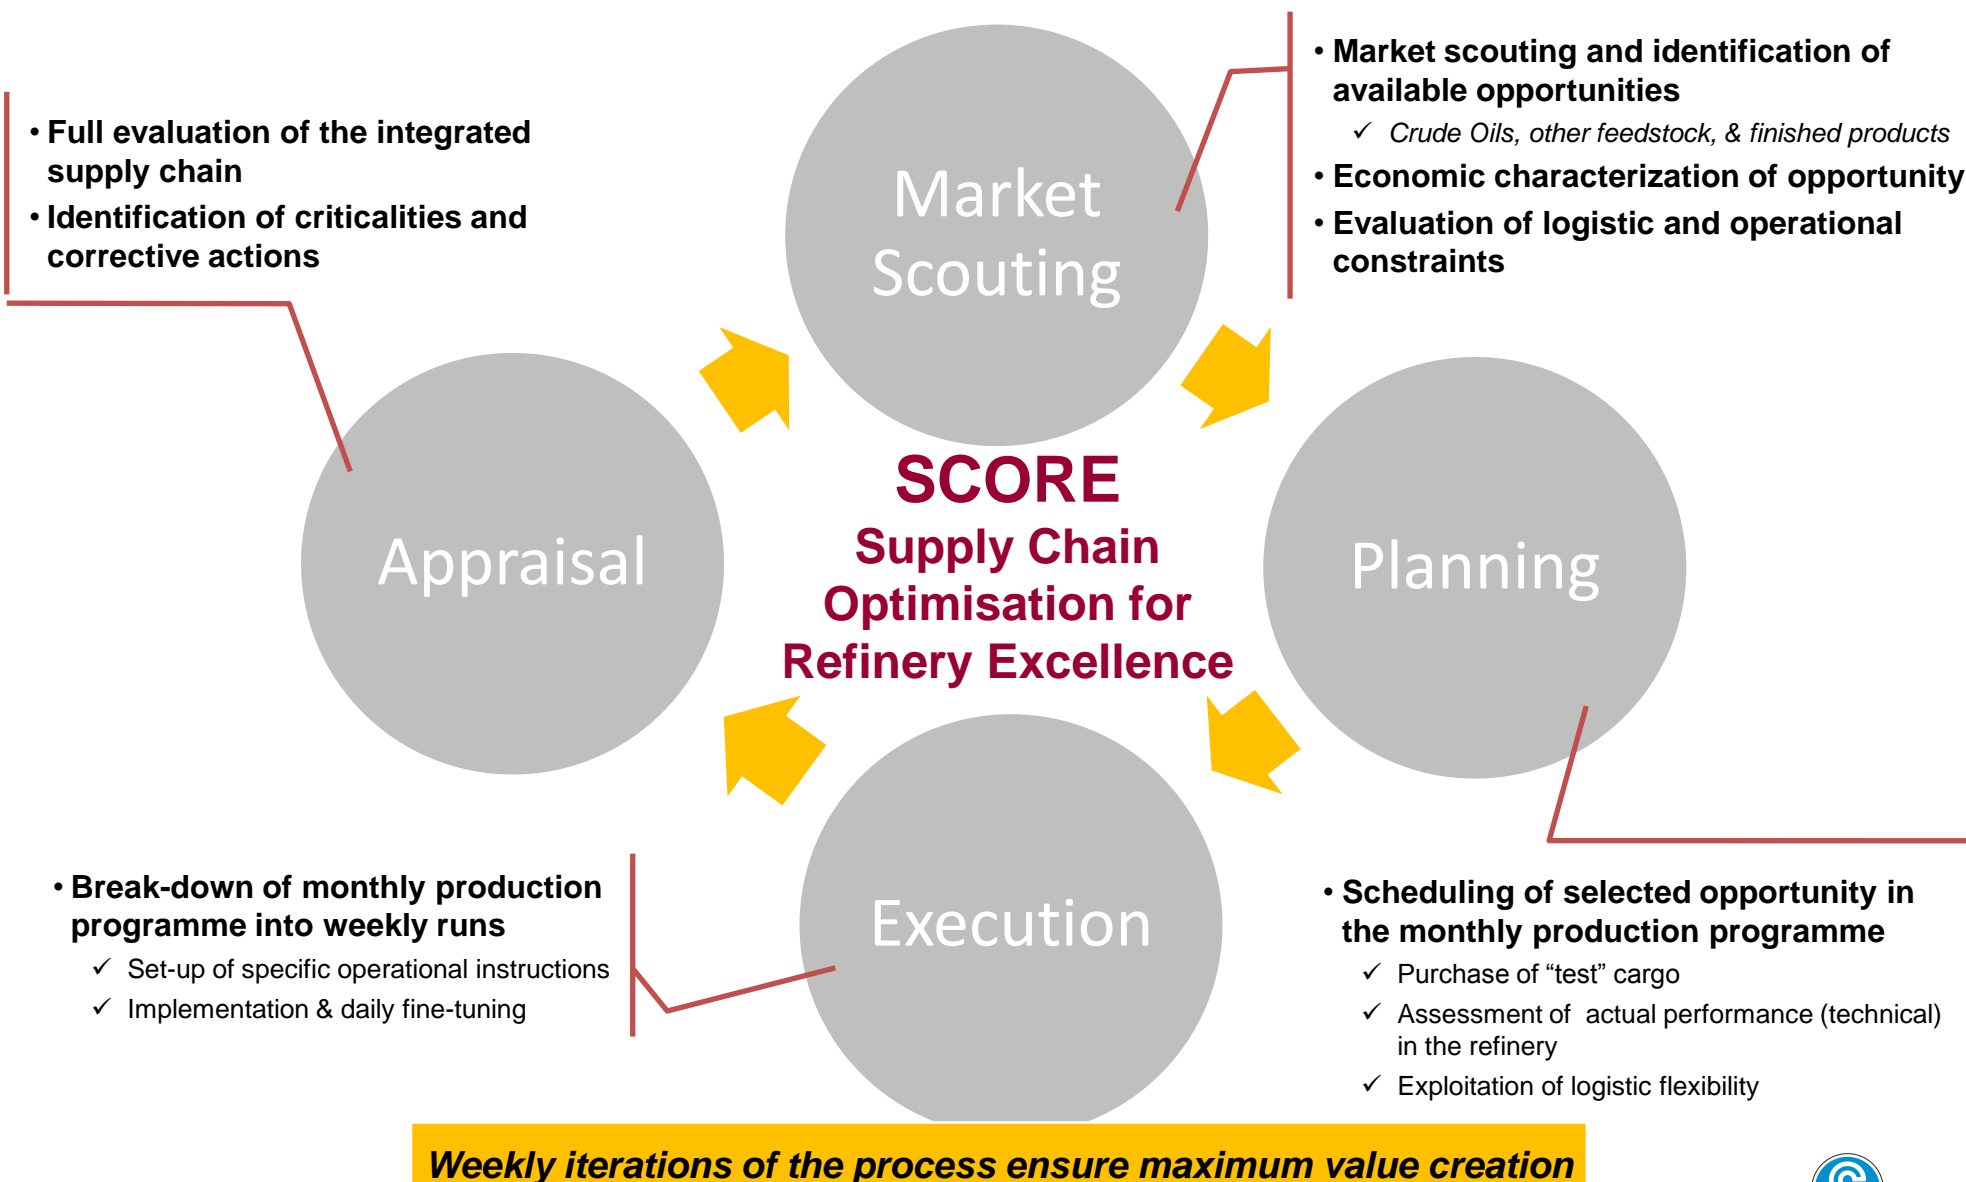 • Full evaluation of the integrated
supply chain
• Identification of criticalities and
corrective actions
Market
Scouting
• Market scouting and identification of
available opportunities
✓ Crude Oils, other feedstock, & finished products
• Economic characterization of opportunity
• Evaluation of logistic and operational
constraints
Appraisal
SCORE
Supply Chain
Optimisation for
Refinery Excellence
Planning
• Break-down of monthly production
programme into weekly runs
✓ Set-up of specific operational instructions
✓ Implementation & daily fine-tuning
Execution
• Scheduling of selected opportunity in
the monthly production programme
✓ Purchase of “test” cargo
✓ Assessment of actual performance (technical)
in the refinery
✓ Exploitation of logistic flexibility
Weekly iterations of the process ensure maximum value creation